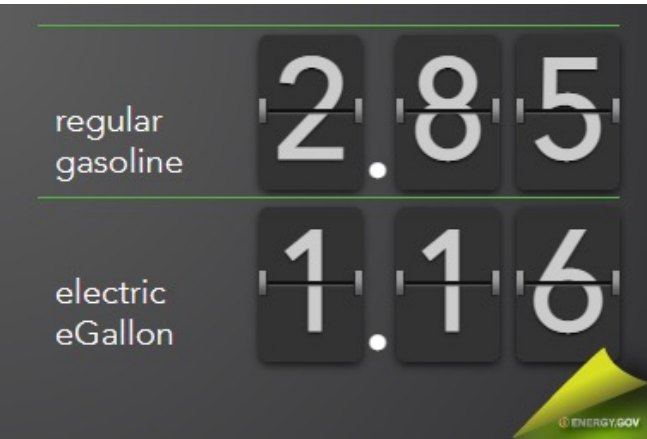 regular
gasoline
2.85
electric
eGallon
1.16
ENERGY.GOV